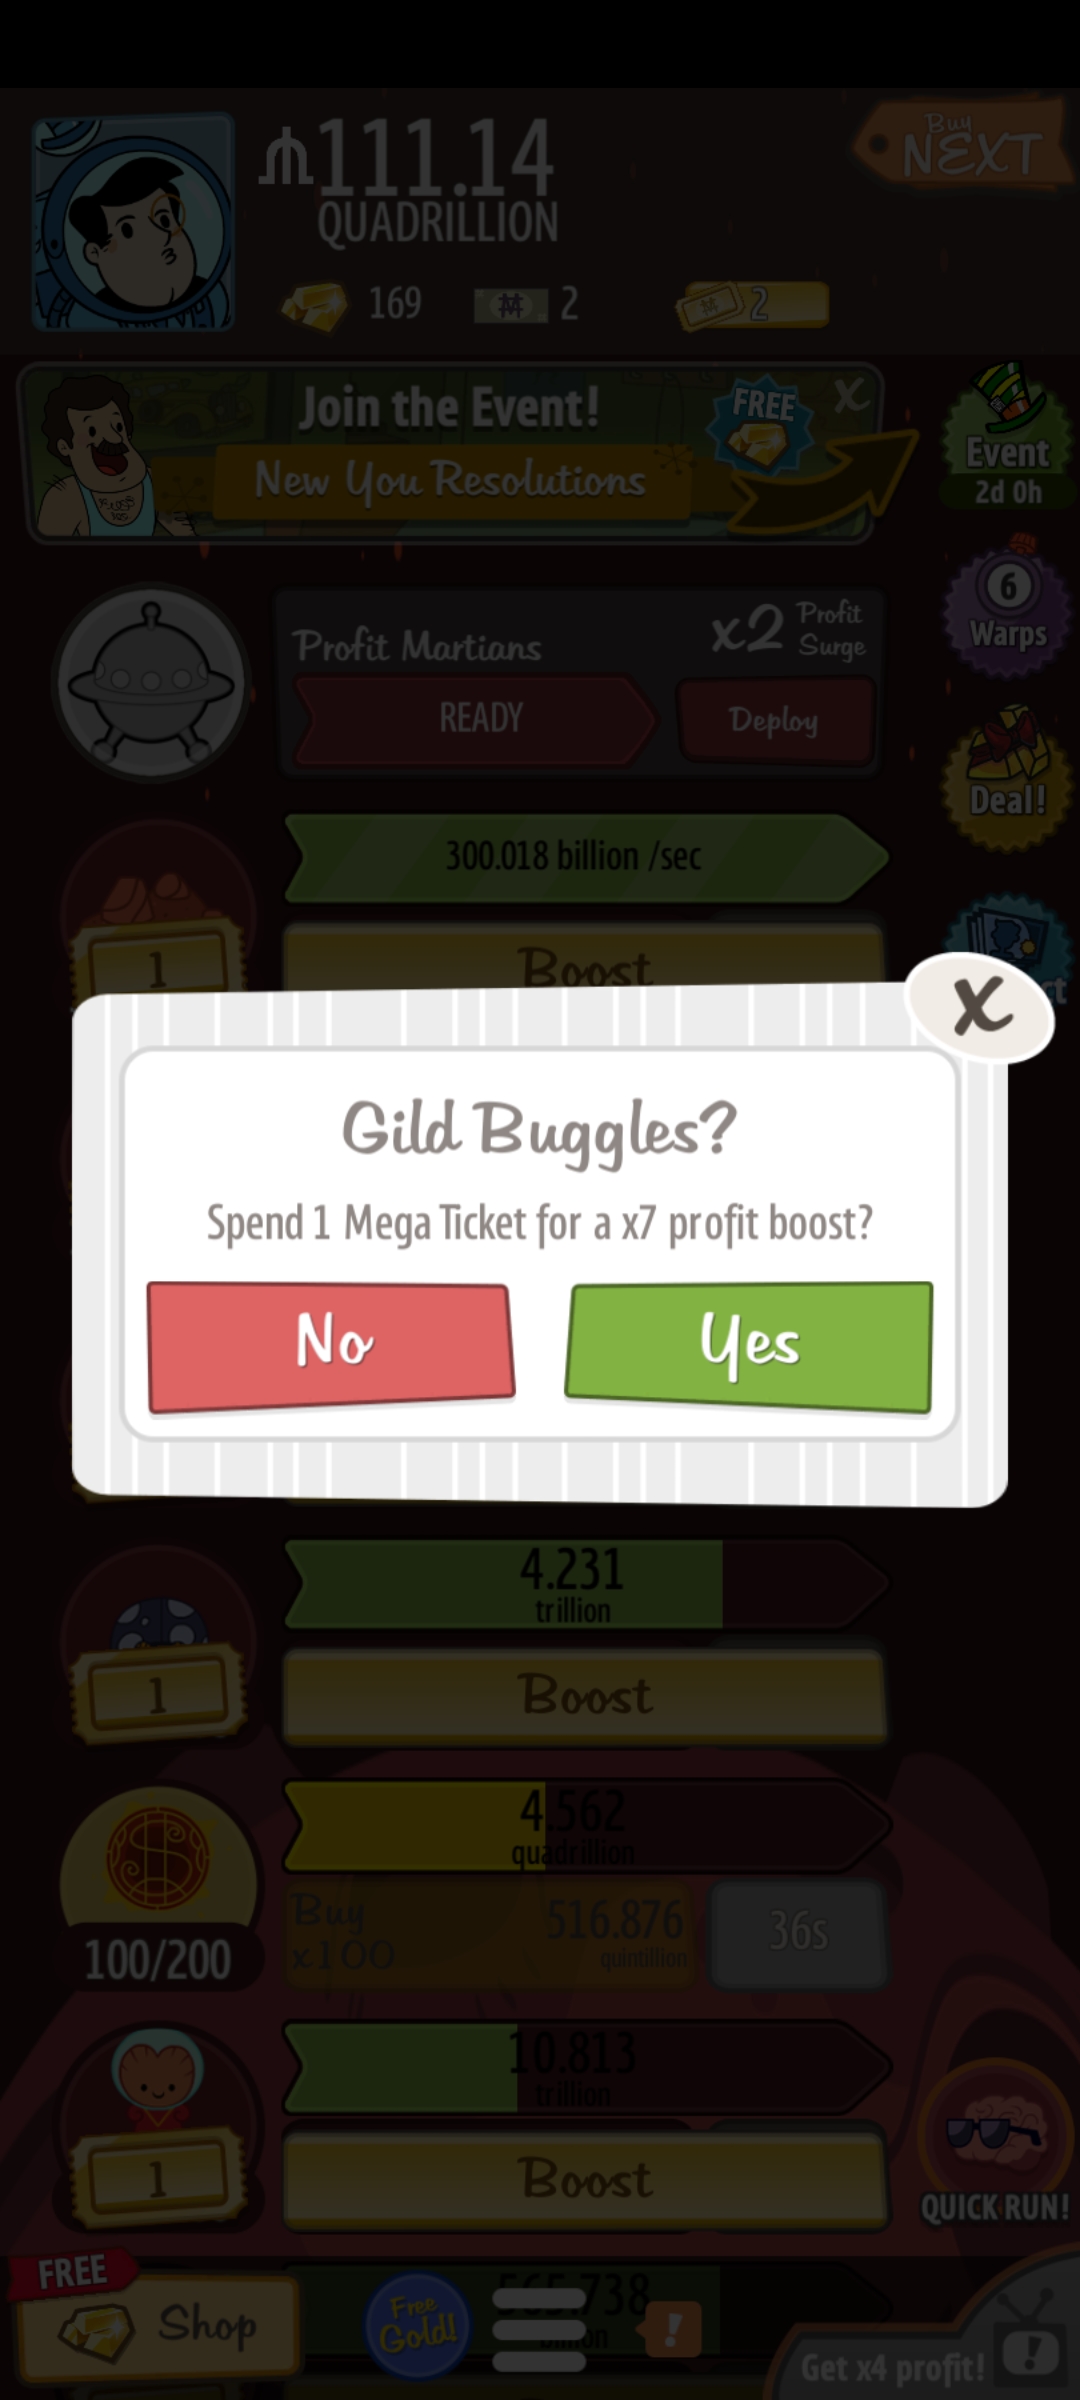 111.14
QUADRILLION
Buy
NEXT
169
2
2
Join the Event!
FREE
X
New You Resolutions
Event
2d 0h
6
Warps
Profit Martians
x2 Profit Surge
READY
Deploy
Deal!
300.018 billion /sec
1
Boost
X
Gild Buggles?
Spend 1 Mega Ticket for a x7 profit boost?
No
Yes
4.231
trillion
1
Boost
4.562
quadrillion
Buy
x100
516.876
quintillion
36s
100/200
10.813
trillion
1
Boost
QUICK RUN!
FREE
Shop
Free
Gold!
!
Get x4 profit!
!